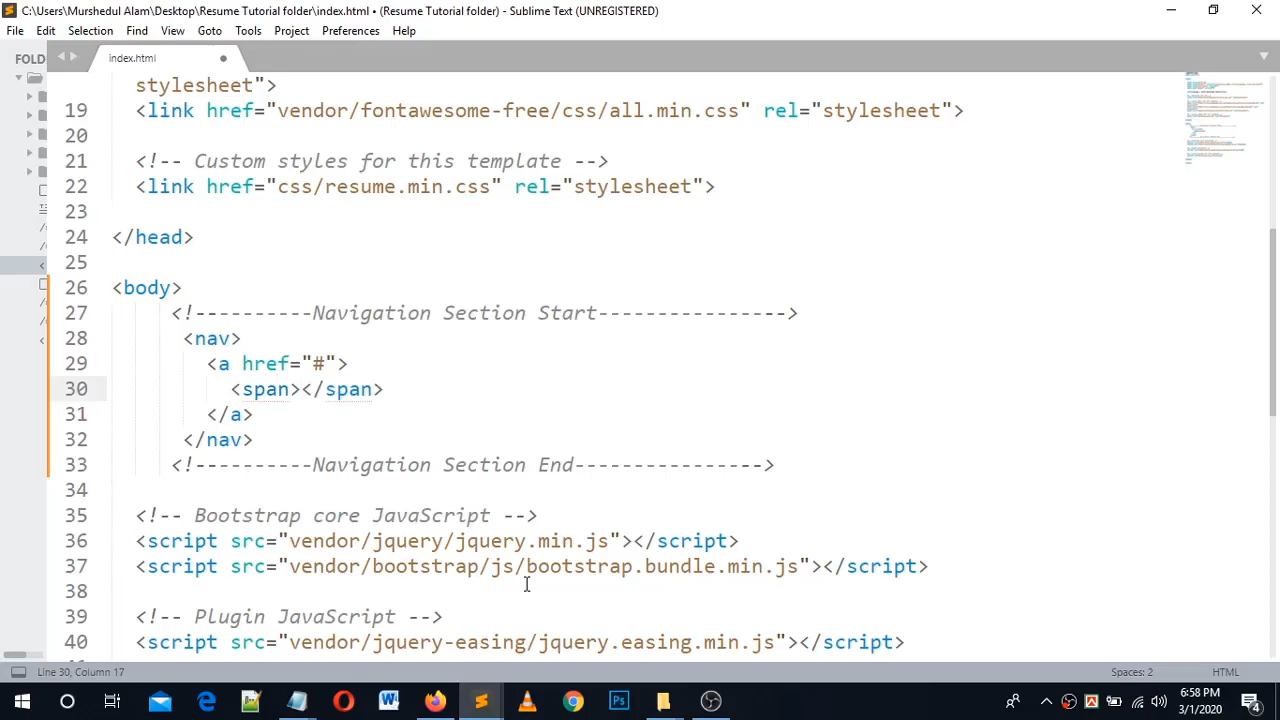 C:\Users\Murshedul Alam\Desktop\Resume Tutorial folder\index.html • (Resume Tutorial folder) - Sublime Text (UNREGISTERED)
File Edit Selection Find View Goto Tools Project Preferences Help
FOLD
index.html
stylesheet">
19 <link href="vendor/fontawesome-free/css/all.min.css" rel="stylesheet">
20
21 <!-- Custom styles for this template -->
22 <link href="css/resume.min.css" rel="stylesheet">
23
24 </head>
25
26 <body>
27 <!----------Navigation Section Start---------------->
28 <nav>
29 <a href="#">
30 <span></span>
31 </a>
32 </nav>
33 <!----------Navigation Section End---------------->
34
35 <!-- Bootstrap core JavaScript -->
36 <script src="vendor/jquery/jquery.min.js"></script>
37 <script src="vendor/bootstrap/js/bootstrap.bundle.min.js"></script>
38
39 <!-- Plugin JavaScript -->
40 <script src="vendor/jquery-easing/jquery.easing.min.js"></script>
Line 30, Column 17
Spaces: 2
HTML
6:58 PM
3/1/2020
4